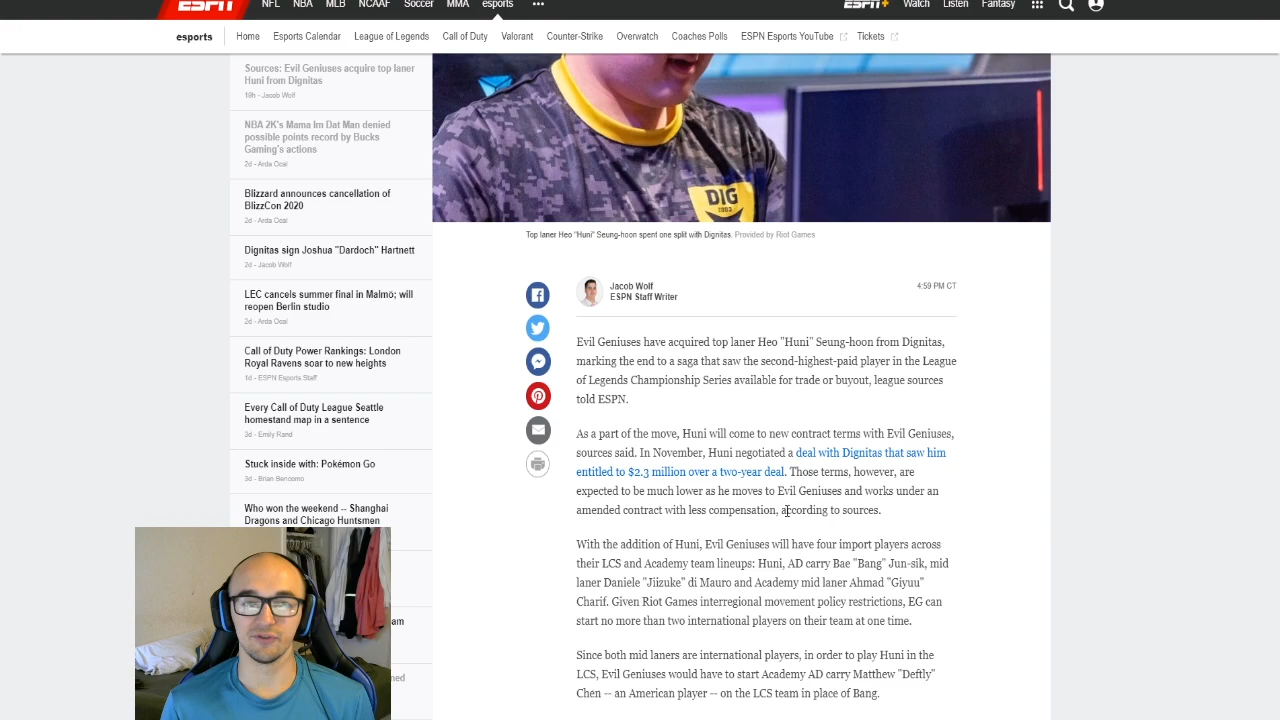 ESPN NFL NBA MLB NCAAF Soccer MMA esports ••• ESPN+ Watch Listen Fantasy
esports Home Esports Calendar League of Legends Call of Duty Valorant Counter-Strike Overwatch Coaches Polls ESPN Esports YouTube Tickets
Sources: Evil Geniuses acquire top laner
Huni from Dignitas
19h - Jacob Wolf
NBA 2K's Mama Im Dat Man denied
possible points record by Bucks
Gaming's actions
2d - Arda Ocal
Blizzard announces cancellation of
BlizzCon 2020
2d - Arda Ocal
Dignitas sign Joshua "Dardoch" Hartnett
2d - Jacob Wolf
LEC cancels summer final in Malmö; will
reopen Berlin studio
2d - Arda Ocal
Call of Duty Power Rankings: London
Royal Ravens soar to new heights
1d - ESPN Esports Staff
Every Call of Duty League Seattle
homestand map in a sentence
3d - Emily Rand
Stuck inside with: Pokémon Go
3d - Brian Bencomo
Who won the weekend -- Shanghai
Dragons and Chicago Huntsmen
am
ned
DIG
Top laner Heo "Huni" Seung-hoon spent one split with Dignitas. Provided by Riot Games
Jacob Wolf
ESPN Staff Writer
4:59 PM CT
Evil Geniuses have acquired top laner Heo "Huni" Seung-hoon from Dignitas,
marking the end to a saga that saw the second-highest-paid player in the League
of Legends Championship Series available for trade or buyout, league sources
told ESPN.
As a part of the move, Huni will come to new contract terms with Evil Geniuses,
sources said. In November, Huni negotiated a deal with Dignitas that saw him
entitled to $2.3 million over a two-year deal. Those terms, however, are
expected to be much lower as he moves to Evil Geniuses and works under an
amended contract with less compensation, according to sources.
With the addition of Huni, Evil Geniuses will have four import players across
their LCS and Academy team lineups: Huni, AD carry Bae "Bang" Jun-sik, mid
laner Daniele "Jiizuke" di Mauro and Academy mid laner Ahmad "Giyuu"
Charif. Given Riot Games interregional movement policy restrictions, EG can
start no more than two international players on their team at one time.
Since both mid laners are international players, in order to play Huni in the
LCS, Evil Geniuses would have to start Academy AD carry Matthew "Deftly"
Chen -- an American player -- on the LCS team in place of Bang.